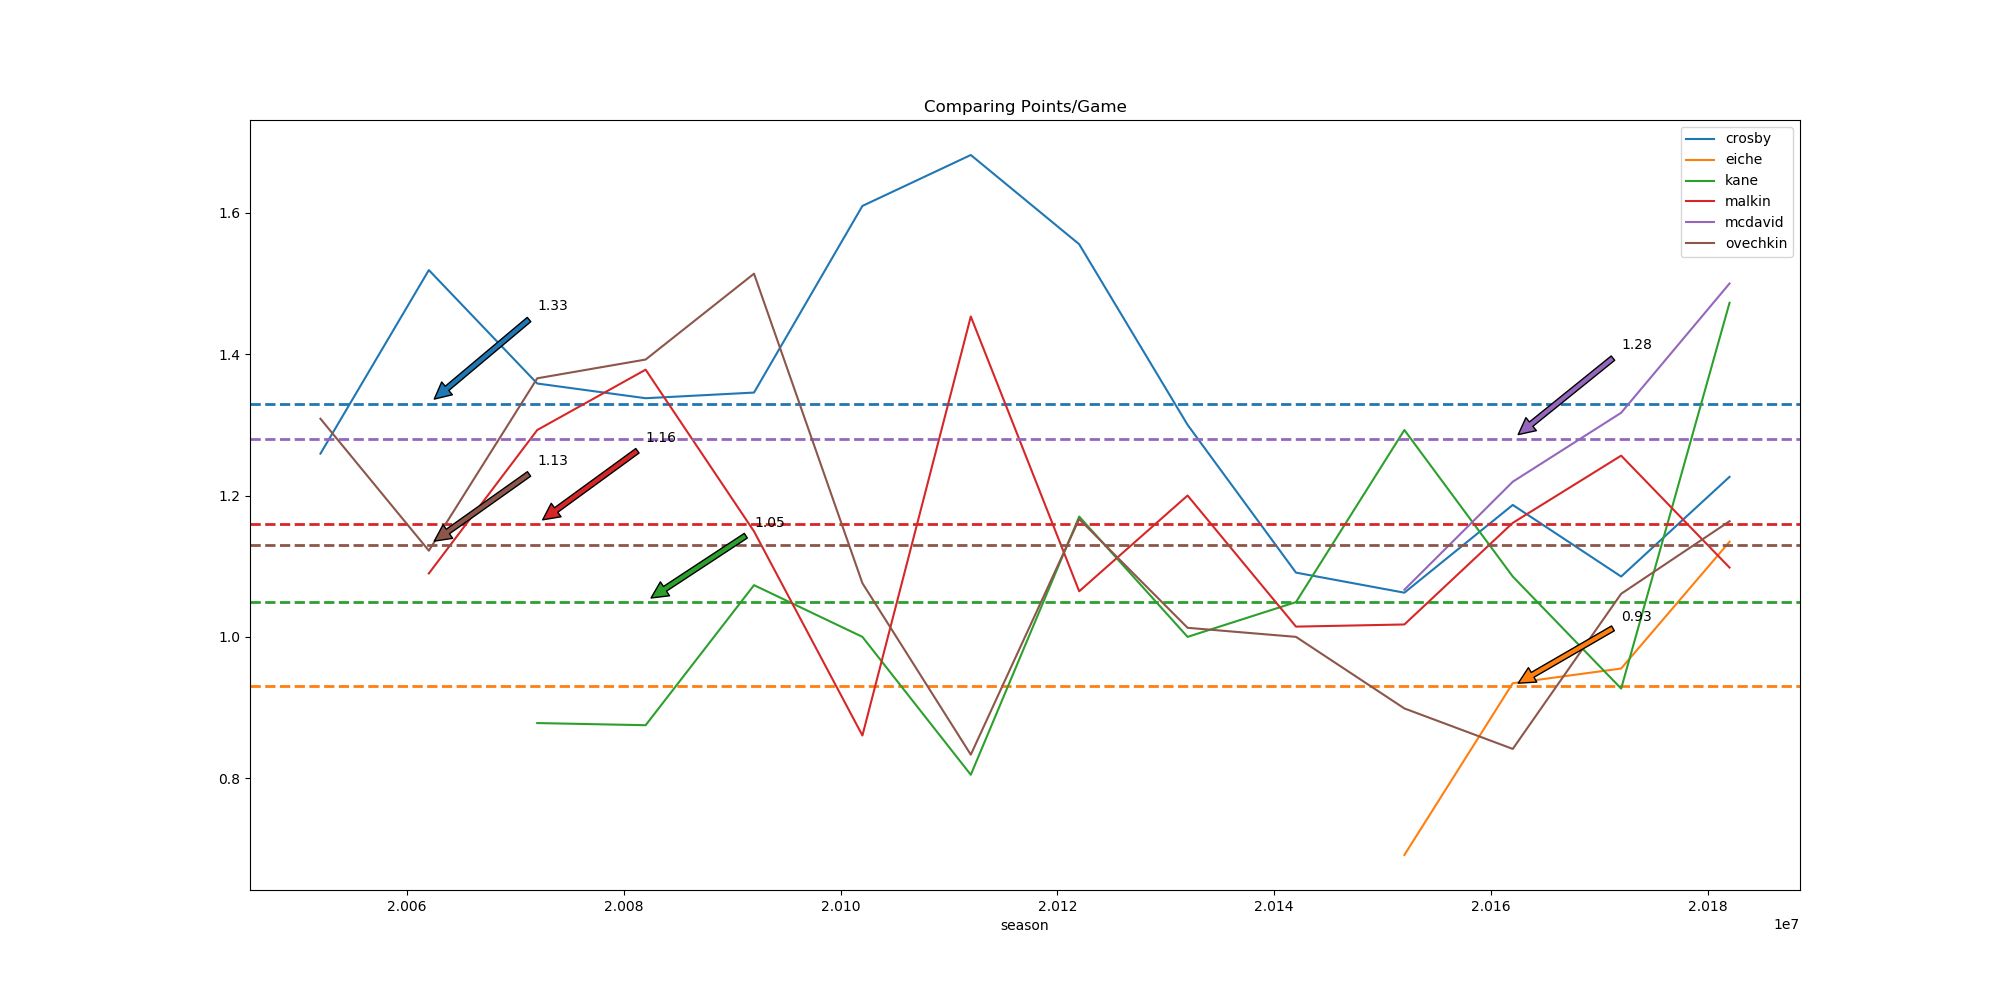 Comparing Points/Game
crosby
eiche
kane
malkin
mcdavid
ovechkin
1.6
1.4
1.2
1.0
0.8
1.33
1.28
1.16
1.13
1.05
0.93
2.006
2.008
2.010
2.012
2.014
2.016
2.018
season
1e7